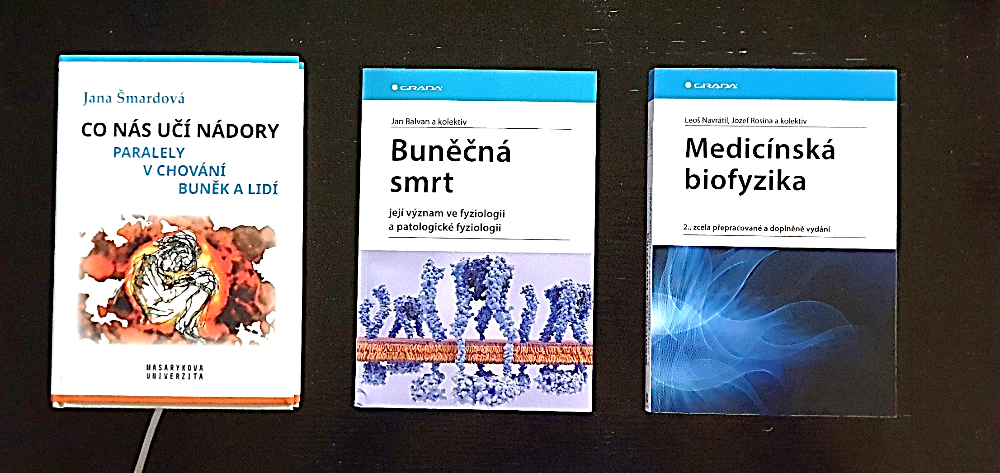 Jana Šmardová
CO NÁS UČÍ NÁDORY
PARALELY
V CHOVÁNÍ
BUNĚK A LIDÍ
MASARYKOVA
UNIVERZITA
GRADA
Jan Balvan a kolektiv
Buněčná
smrt
její význam ve fyziologii
a patologické fyziologii
GRADA
Leoš Navrátil, Jozef Rosina a kolektiv
Medicínská
biofyzika
2., zcela přepracované a doplněné vydání